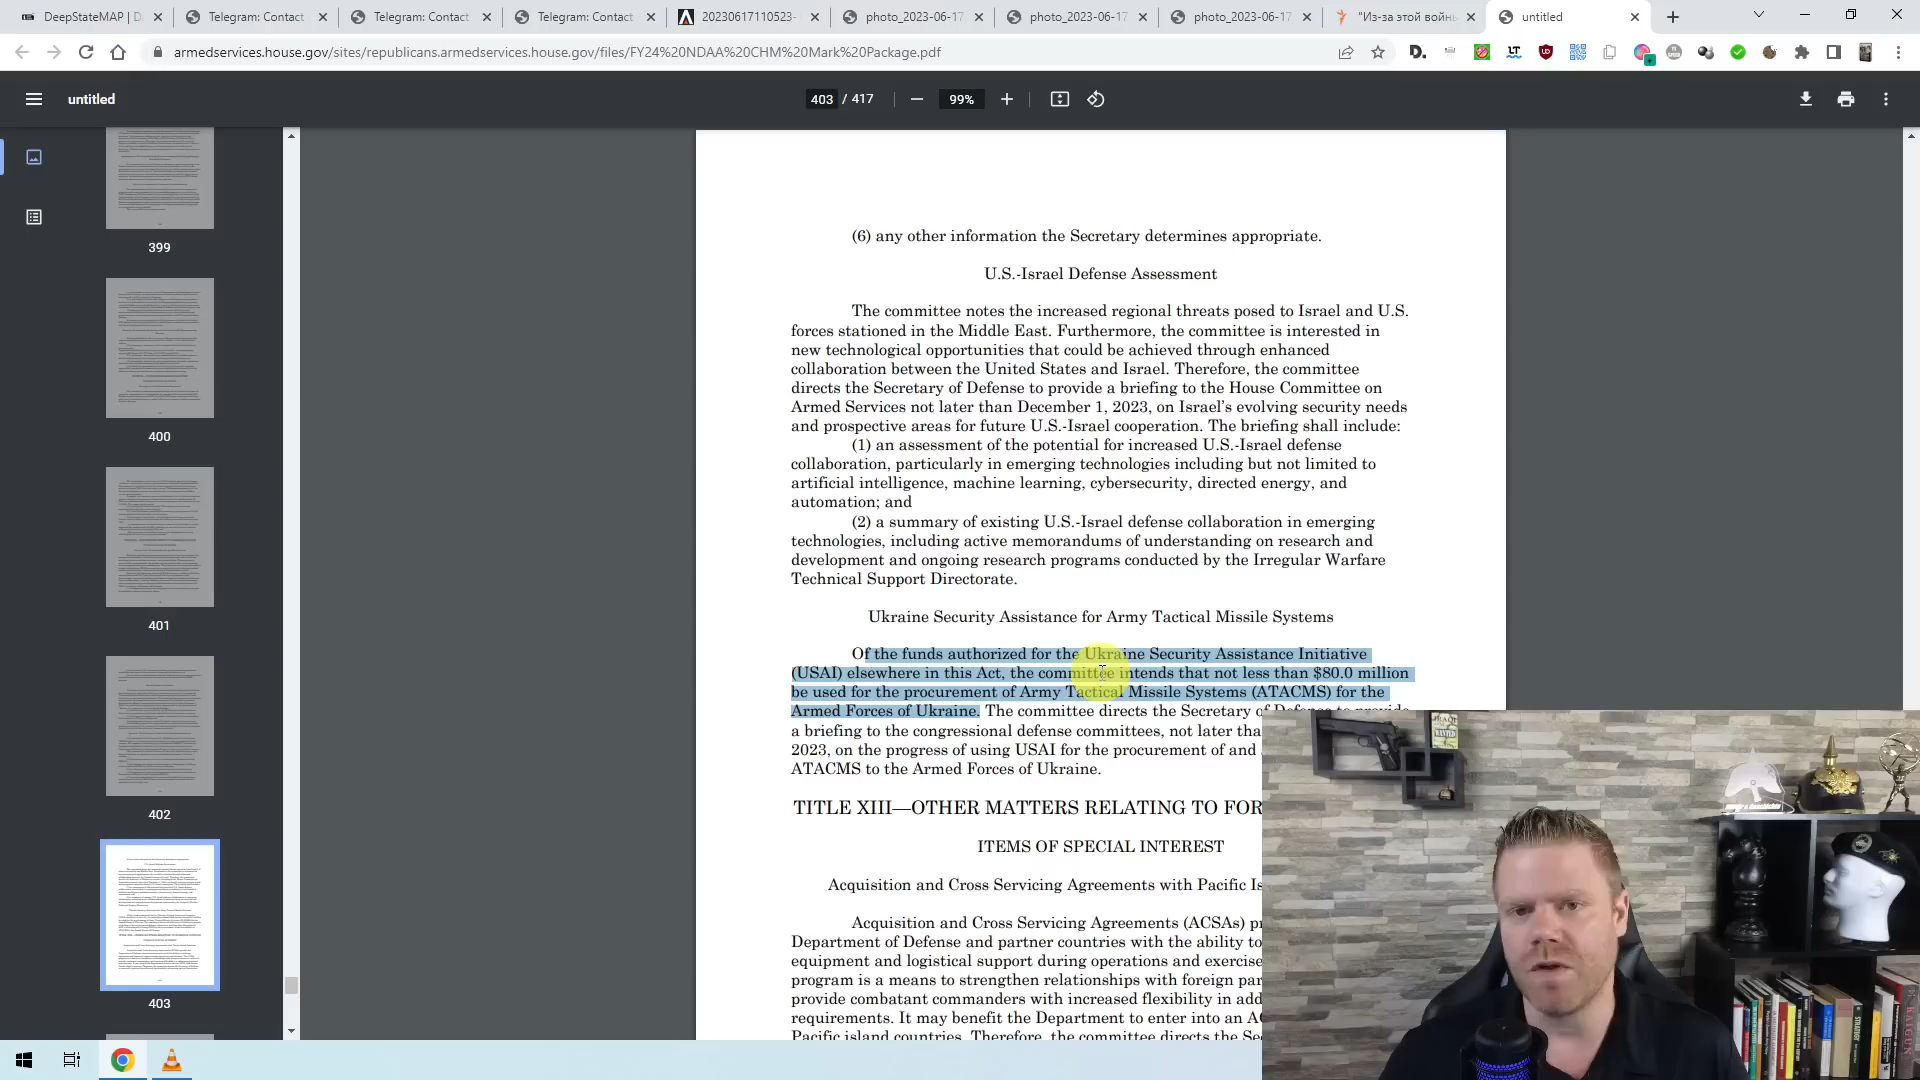 DeepStateMAP | D
Telegram: Contact
Telegram: Contact
Telegram: Contact
20230617110523-
photo_2023-06-17
photo_2023-06-17
photo_2023-06-17
"Из-за этой войны
untitled
armedservices.house.gov/sites/republicans.armedservices.house.gov/files/FY24%20NDAA%20CHM%20Mark%20Package.pdf
untitled
403 / 417
99%
399
400
401
402
403
(6) any other information the Secretary determines appropriate.
U.S.-Israel Defense Assessment
The committee notes the increased regional threats posed to Israel and U.S.
forces stationed in the Middle East. Furthermore, the committee is interested in
new technological opportunities that could be achieved through enhanced
collaboration between the United States and Israel. Therefore, the committee
directs the Secretary of Defense to provide a briefing to the House Committee on
Armed Services not later than December 1, 2023, on Israel's evolving security needs
and prospective areas for future U.S.-Israel cooperation. The briefing shall include:
(1) an assessment of the potential for increased U.S.-Israel defense
collaboration, particularly in emerging technologies including but not limited to
artificial intelligence, machine learning, cybersecurity, directed energy, and
automation; and
(2) a summary of existing U.S.-Israel defense collaboration in emerging
technologies, including active memorandums of understanding on research and
development and ongoing research programs conducted by the Irregular Warfare
Technical Support Directorate.
Ukraine Security Assistance for Army Tactical Missile Systems
Of the funds authorized for the Ukraine Security Assistance Initiative
(USAI) elsewhere in this Act, the committee intends that not less than $80.0 million
be used for the procurement of Army Tactical Missile Systems (ATACMS) for the
Armed Forces of Ukraine. The committee directs the Secretary of Defense to provide
a briefing to the congressional defense committees, not later tha
2023, on the progress of using USAI for the procurement of and
ATACMS to the Armed Forces of Ukraine.
TITLE XIII—OTHER MATTERS RELATING TO FOR
ITEMS OF SPECIAL INTEREST
Acquisition and Cross Servicing Agreements with Pacific Is
Acquisition and Cross Servicing Agreements (ACSAs) p
Department of Defense and partner countries with the ability to
equipment and logistical support during operations and exercise
program is a means to strengthen relationships with foreign par
provide combatant commanders with increased flexibility in add
requirements. It may benefit the Department to enter into an A
Pacific island countries. Therefore, the committee directs the Se
IRAQI
WANTED
STRATEGY
KAIGUN